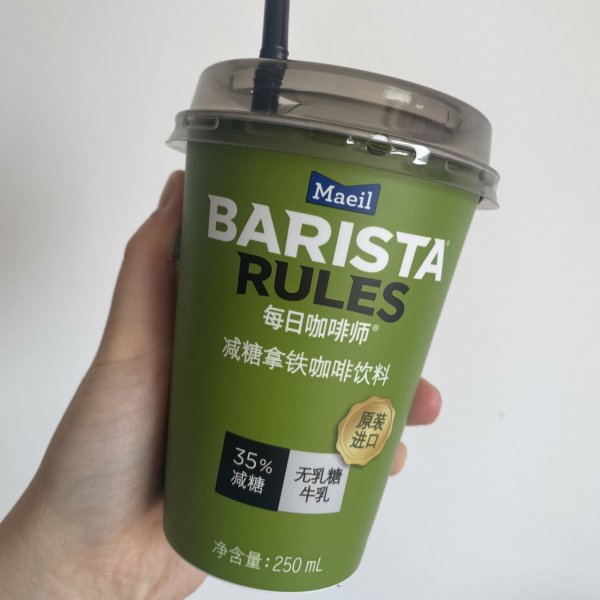 Maeil
BARISTA®
RULES
每日咖啡师®
减糖拿铁咖啡饮料
原装
进口
35%
减糖
无乳糖
牛乳
净含量:250 mL